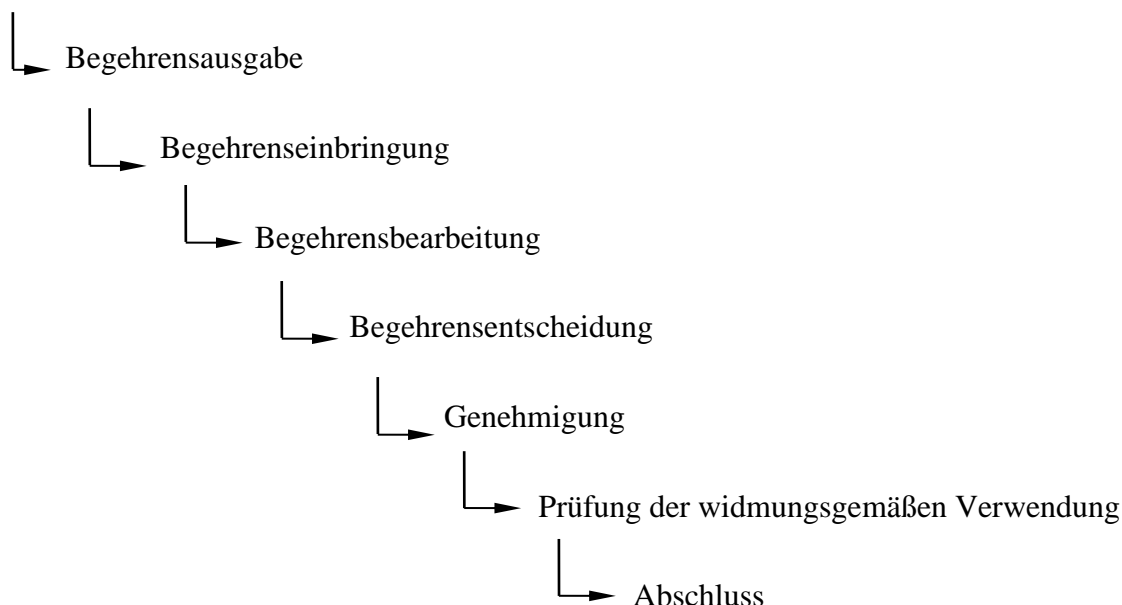 Begehrensausgabe
Begehrenseinbringung
Begehrensbearbeitung
Begehrensentscheidung
Genehmigung
Prüfung der widmungsgemäßen Verwendung
Abschluss